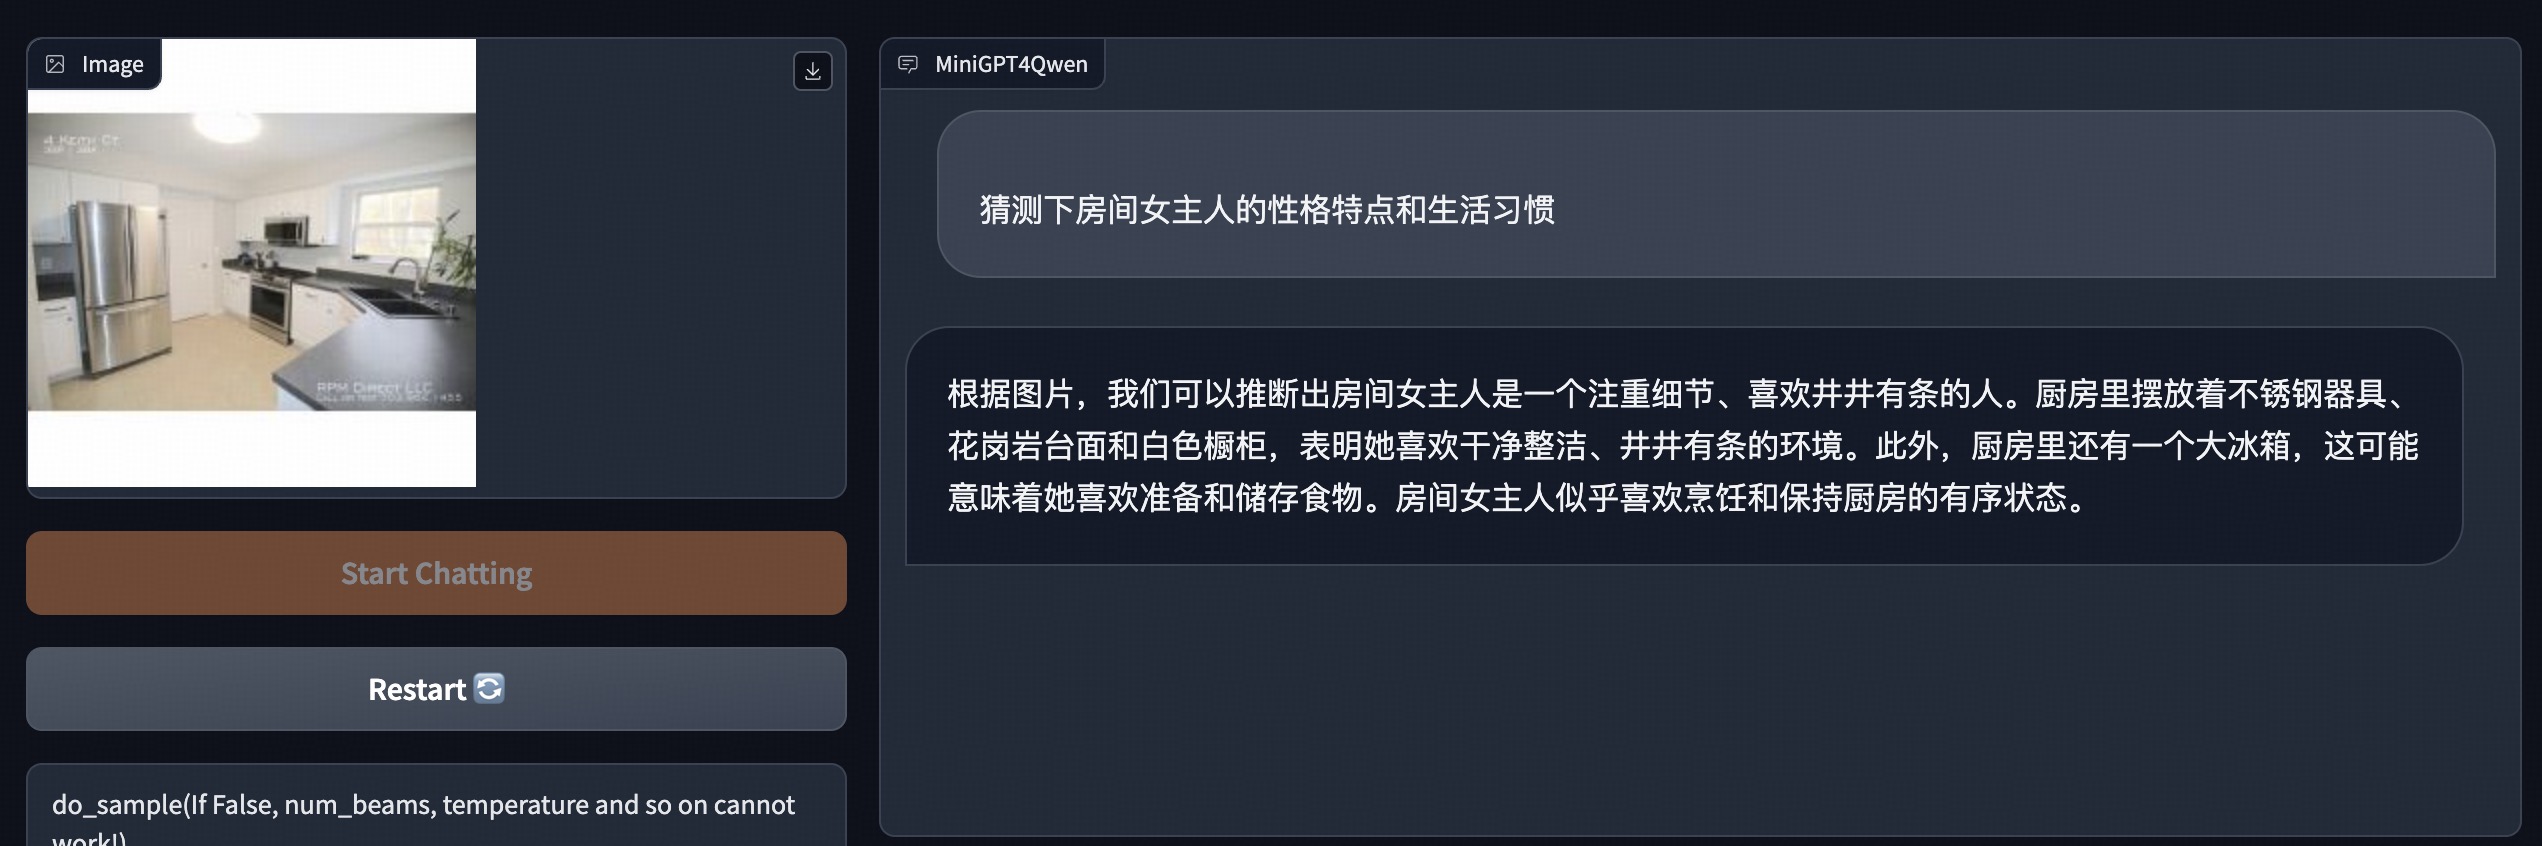 Image
4 Kemi Ct
RPM Direct LLC
Start Chatting
Restart
do_sample(If False, num_beams, temperature and so on cannot
work!)
MiniGPT4Qwen
猜测下房间女主人的性格特点和生活习惯
根据图片，我们可以推断出房间女主人是一个注重细节、喜欢井井有条的人。厨房里摆放着不锈钢器具、
花岗岩台面和白色橱柜，表明她喜欢干净整洁、井井有条的环境。此外，厨房里还有一个大冰箱，这可能
意味着她喜欢准备和储存食物。房间女主人似乎喜欢烹饪和保持厨房的有序状态。